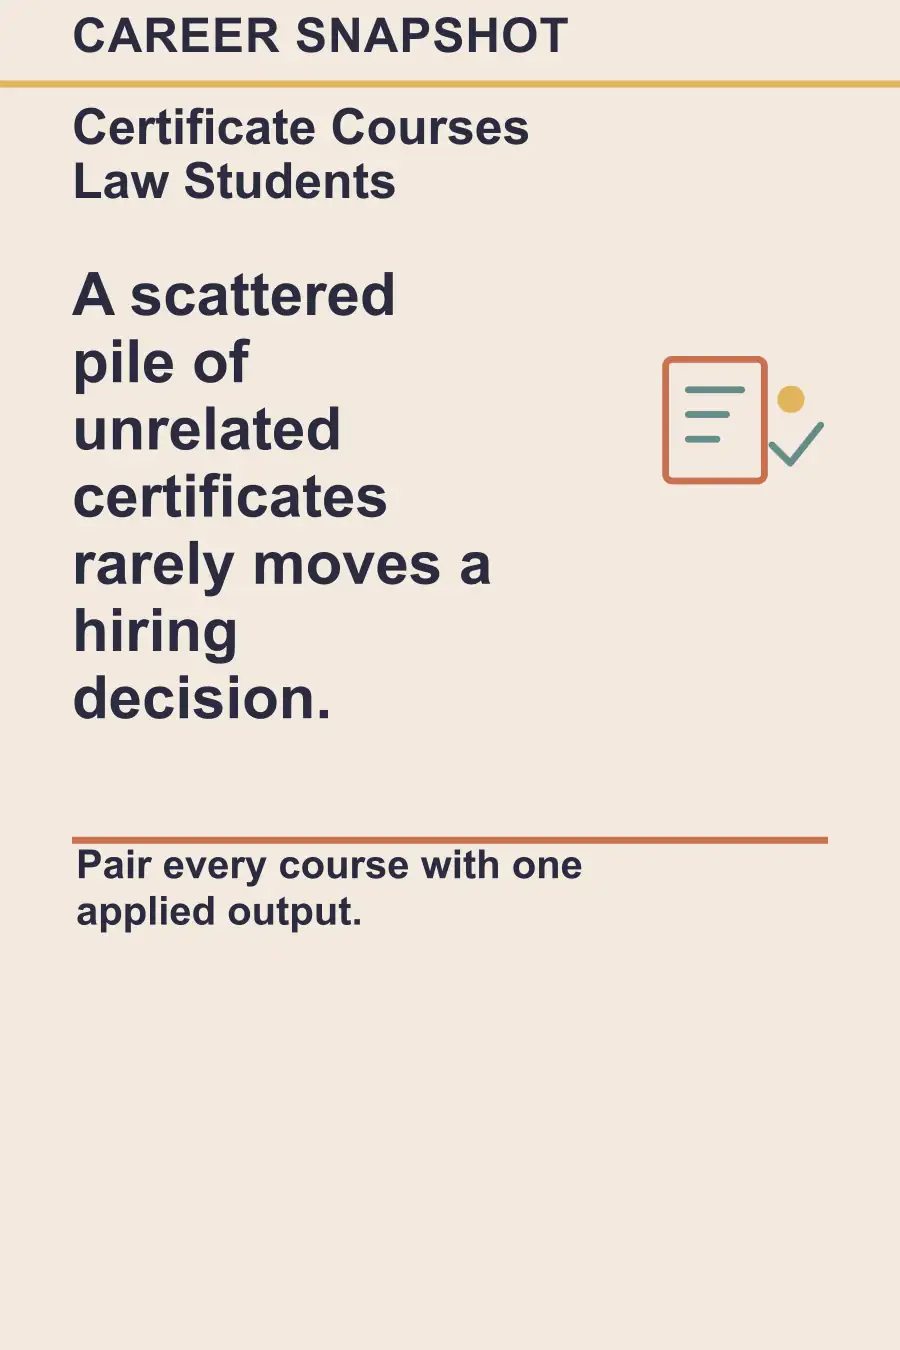 CAREER SNAPSHOT
Certificate Courses
Law Students
A scattered
pile of
unrelated
certificates
rarely moves a
hiring
decision.
Pair every course with one
applied output.